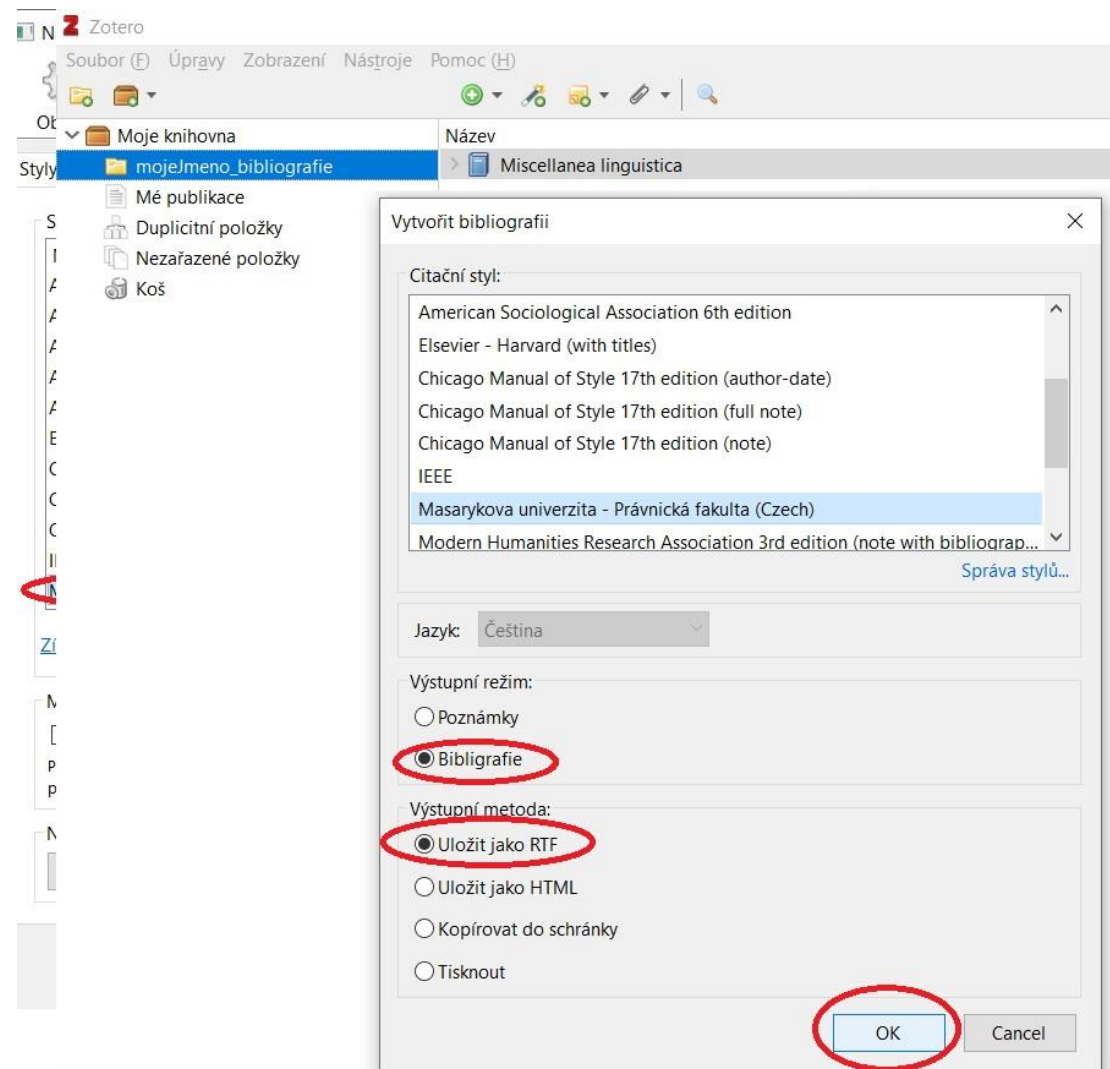 N
Zotero
Soubor (F) Úpravy Zobrazení Nástroje Pomoc (H)
Ob
Moje knihovna
Název
Styly
mojeJmeno_bibliografie
Miscellanea linguistica
Mé publikace
Duplicitní položky
Nezařazené položky
Koš
Vytvořit bibliografii
Citační styl:
American Sociological Association 6th edition
Elsevier - Harvard (with titles)
Chicago Manual of Style 17th edition (author-date)
Chicago Manual of Style 17th edition (full note)
Chicago Manual of Style 17th edition (note)
IEEE
Masarykova univerzita - Právnická fakulta (Czech)
Modern Humanities Research Association 3rd edition (note with bibliograp...
Správa stylů...
Jazyk: Čeština
Zí
Výstupní režim:
Poznámky
Bibligrafie
Výstupní metoda:
Uložit jako RTF
Uložit jako HTML
Kopírovat do schránky
Tisknout
OK Cancel